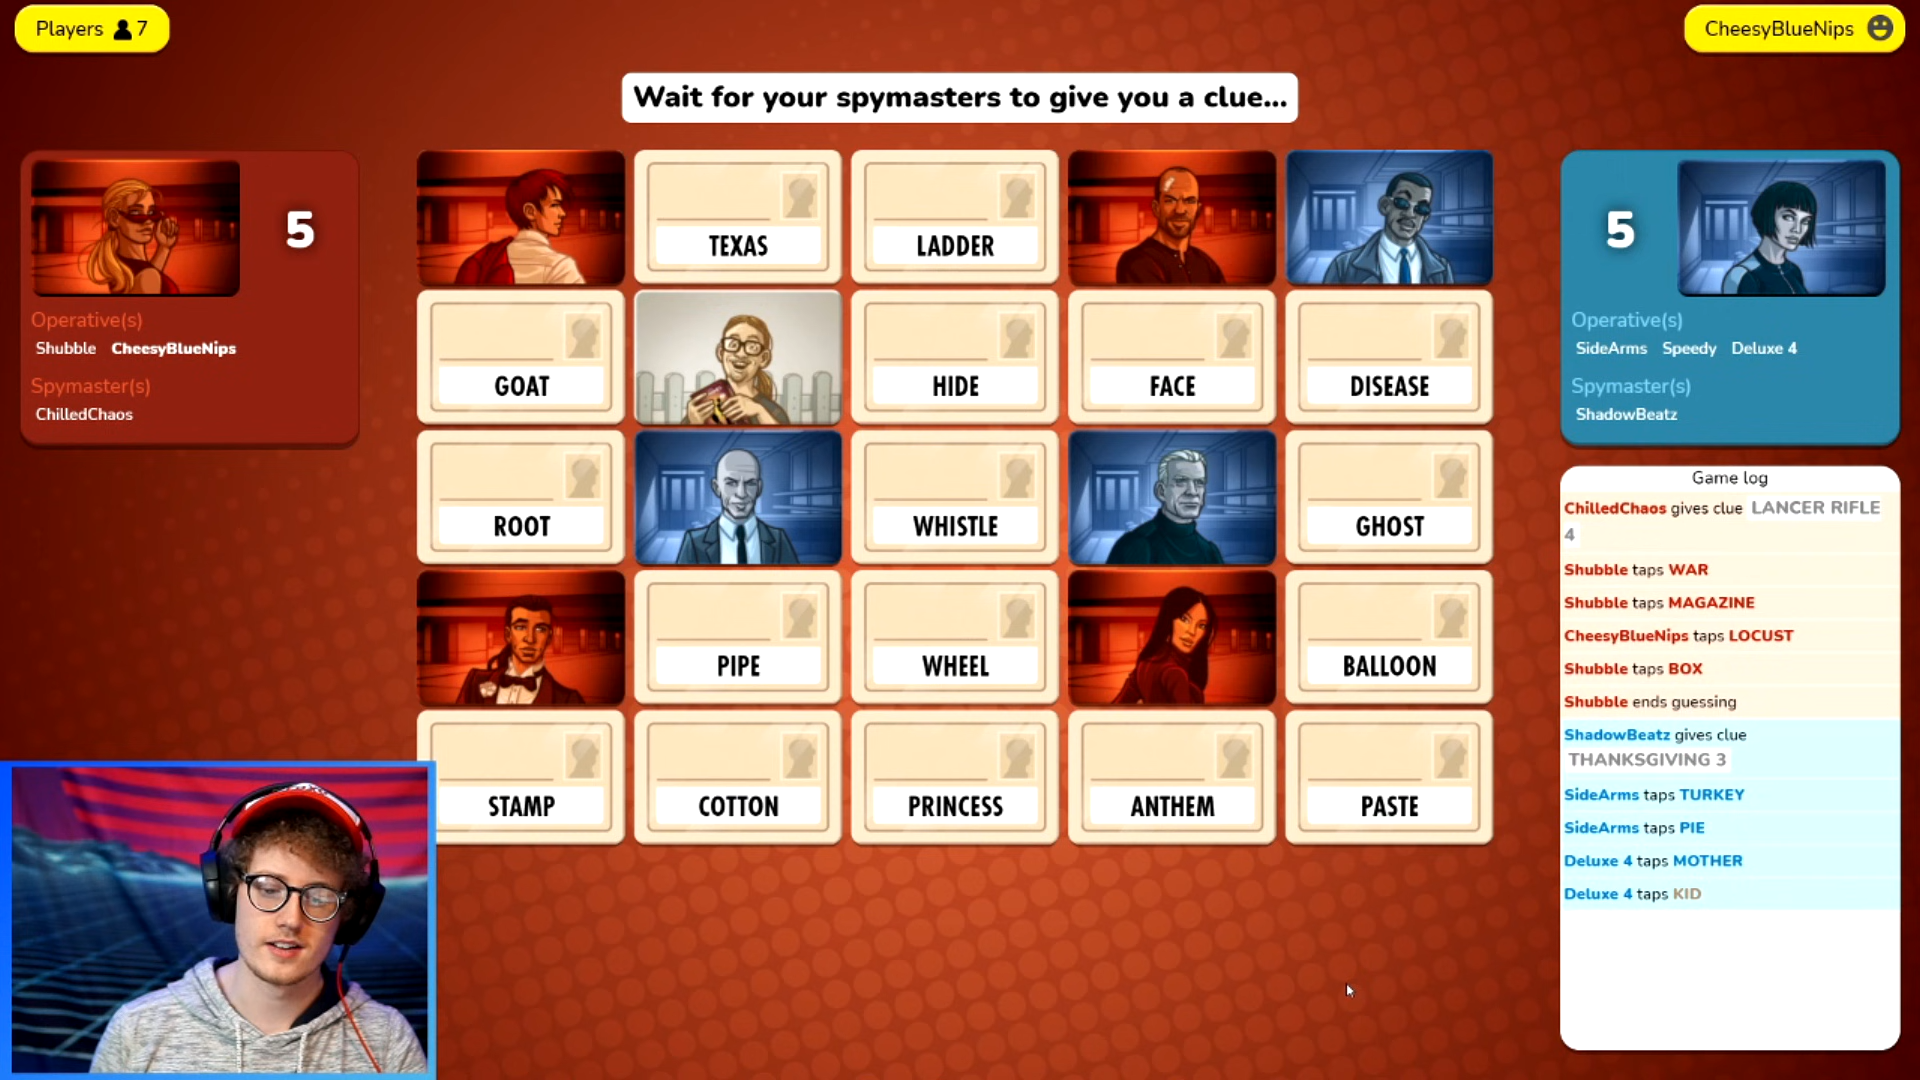 Players 7
CheesyBlueNips
Wait for your spymasters to give you a clue...
5
Operative(s)
Shubble CheesyBlueNips
Spymaster(s)
ChilledChaos
TEXAS
LADDER
GOAT
HIDE
FACE
DISEASE
ROOT
WHISTLE
GHOST
PIPE
WHEEL
BALLOON
STAMP
COTTON
PRINCESS
ANTHEM
PASTE
5
Operative(s)
SideArms Speedy Deluxe 4
Spymaster(s)
ShadowBeatz
Game log
ChilledChaos gives clue LANCER RIFLE
4
Shubble taps WAR
Shubble taps MAGAZINE
CheesyBlueNips taps LOCUST
Shubble taps BOX
Shubble ends guessing
ShadowBeatz gives clue
THANKSGIVING 3
SideArms taps TURKEY
SideArms taps PIE
Deluxe 4 taps MOTHER
Deluxe 4 taps KID